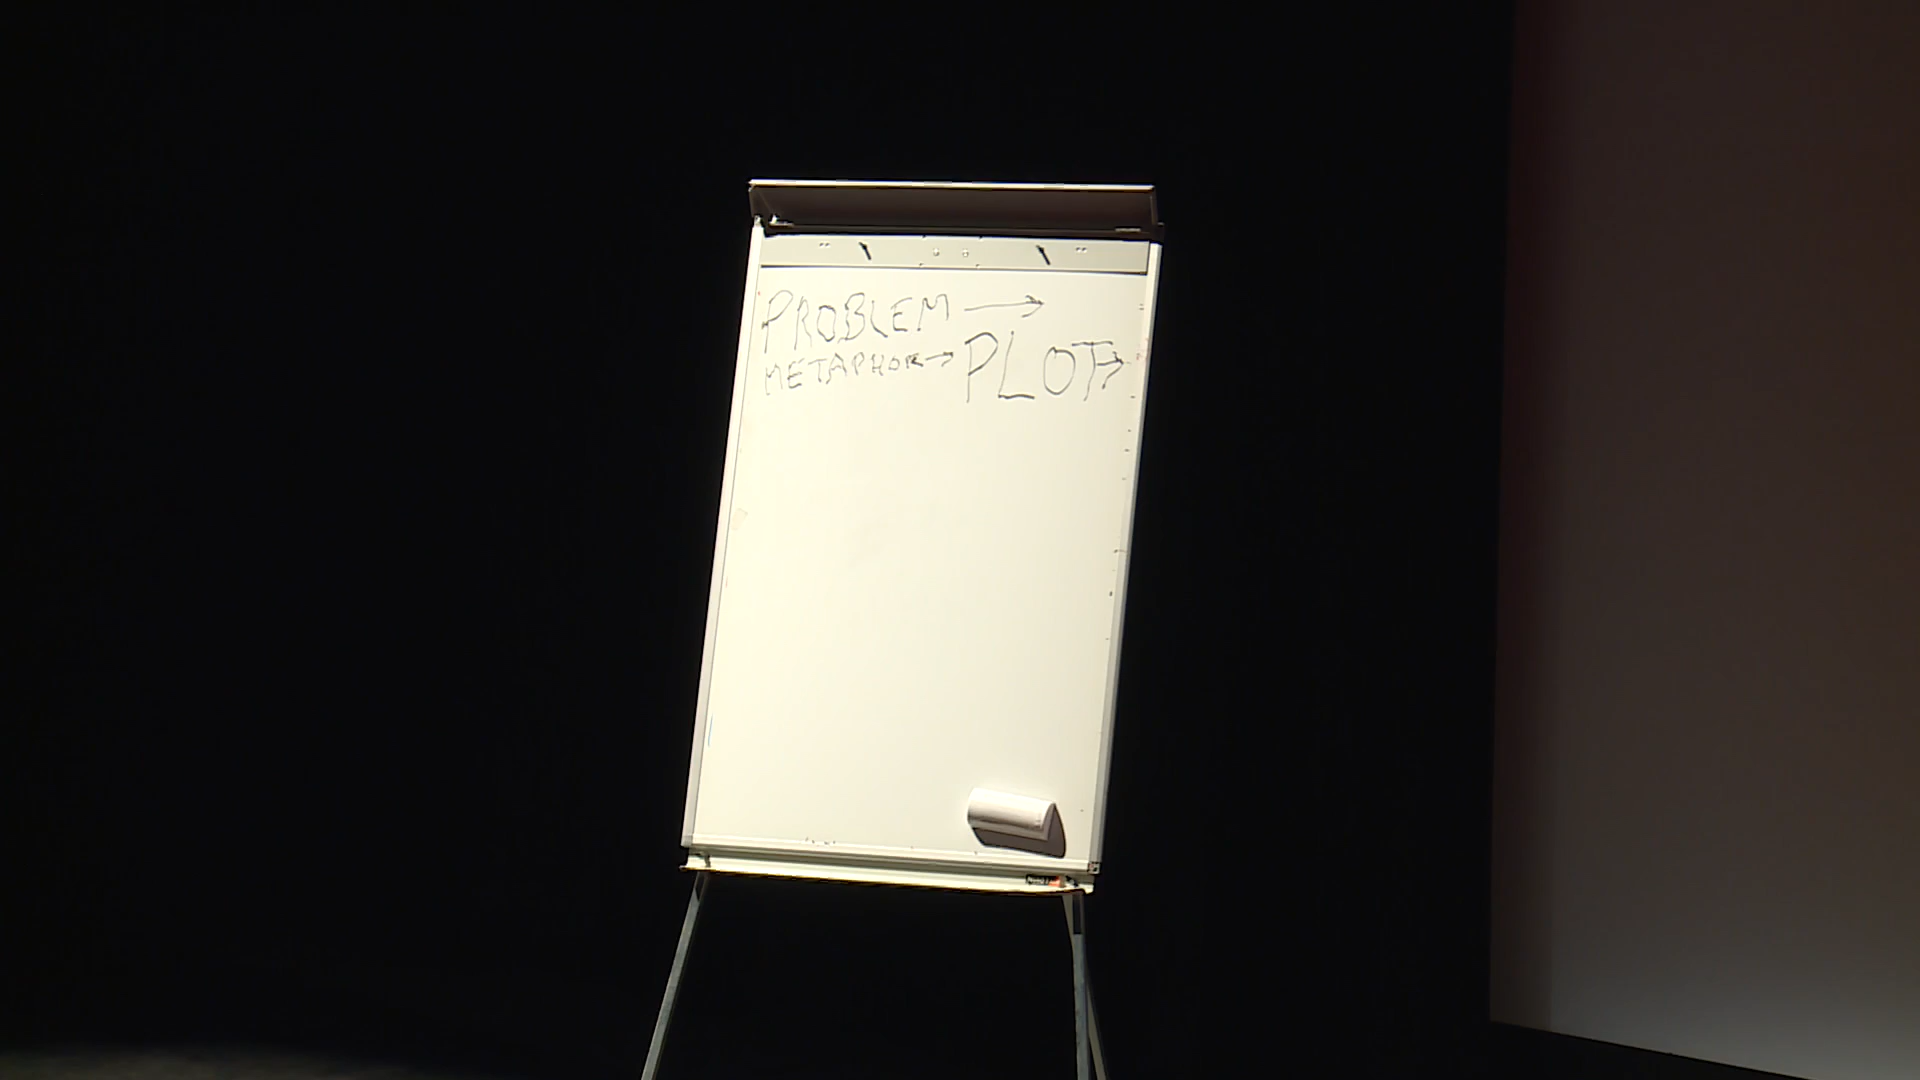 PROBLEM →
METAPHOR → PLOT →